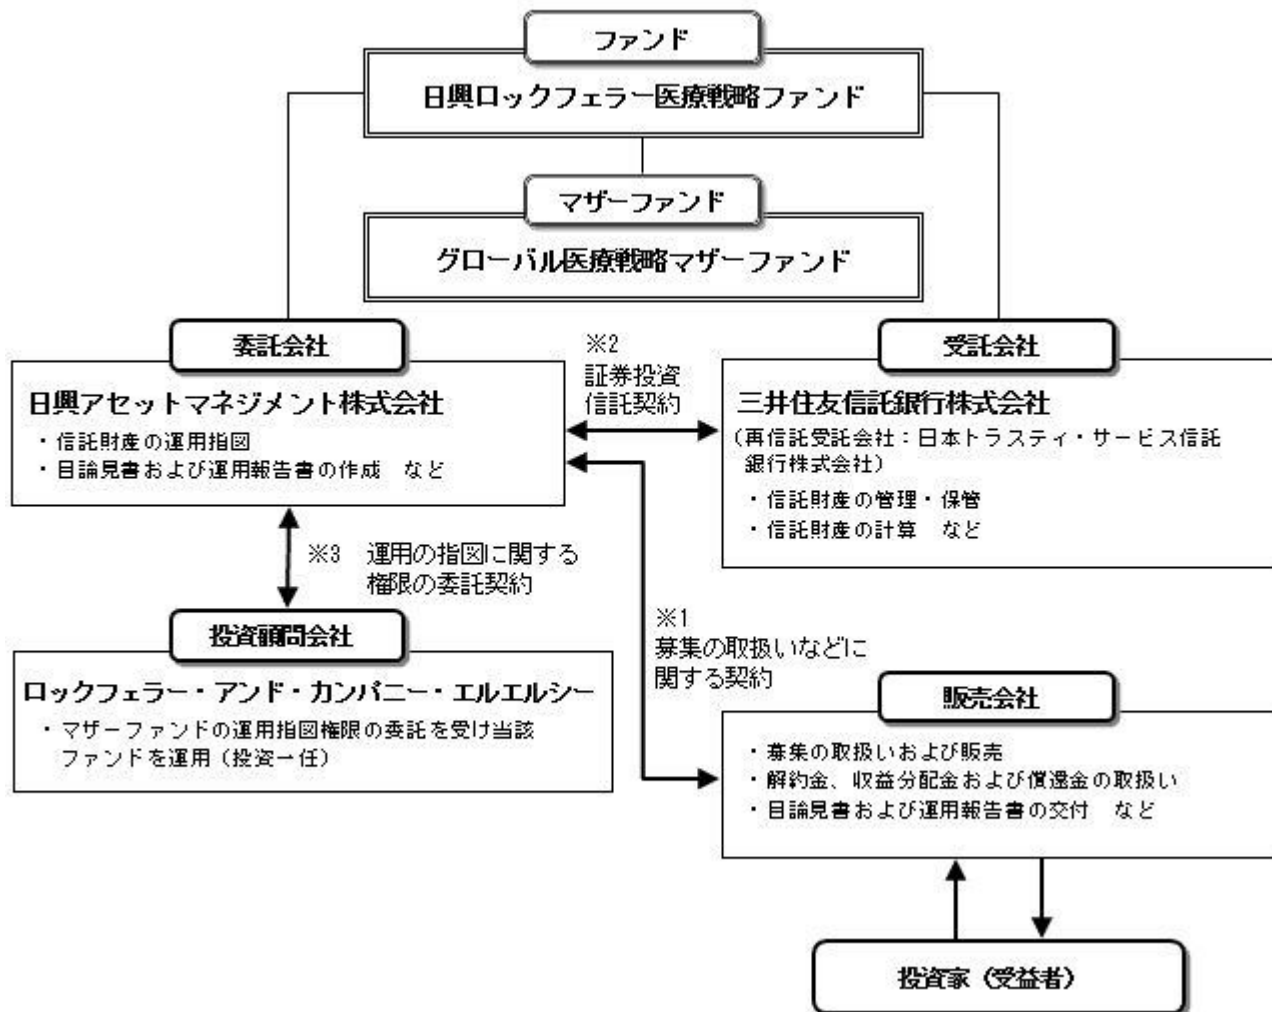 ファンド
日興ロックフェラー医療戦略ファンド
マザーファンド
グローバル医療戦略マザーファンド
委託会社
日興アセットマネジメント株式会社
・信託財産の運用指図
・目論見書および運用報告書の作成　など
※2
証券投資
信託契約
受託会社
三井住友信託銀行株式会社
（再信託受託会社：日本トラスティ・サービス信託
銀行株式会社）
・信託財産の管理・保管
・信託財産の計算　など
※3　運用の指図に関する
権限の委託契約
投資顧問会社
ロックフェラー・アンド・カンパニー・エルエルシー
・マザーファンドの運用指図権限の委託を受け当該
ファンドを運用（投資一任）
※1
募集の取扱いなどに
関する契約
販売会社
・募集の取扱いおよび販売
・解約金、収益分配金および償還金の取扱い
・目論見書および運用報告書の交付　など
投資家（受益者）